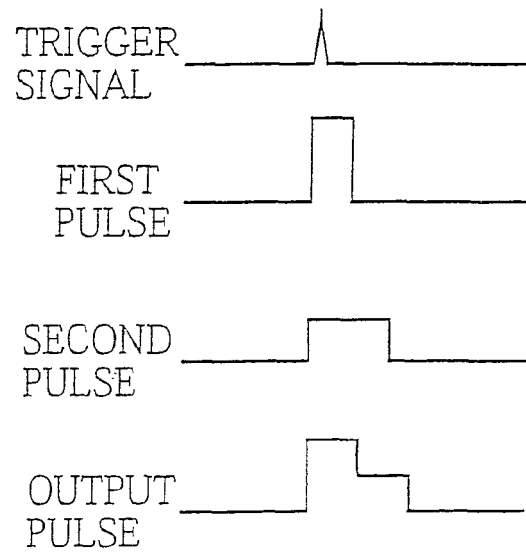 TRIGGER
SIGNAL
FIRST
PULSE
SECOND
PULSE
OUTPUT
PULSE